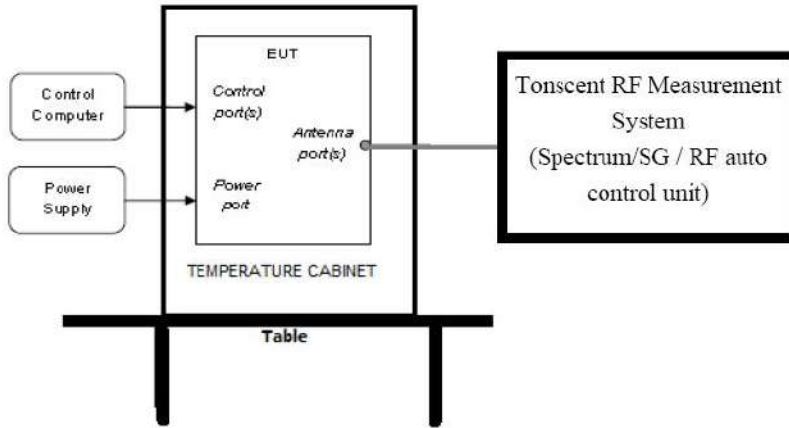 EUT
Control
Computer
Control
port(s)
Antenna
port(s)
Power
Supply
Power
port
TEMPERATURE CABINET
Table
Tonscent RF Measurement
System
(Spectrum/SG / RF auto
control unit)